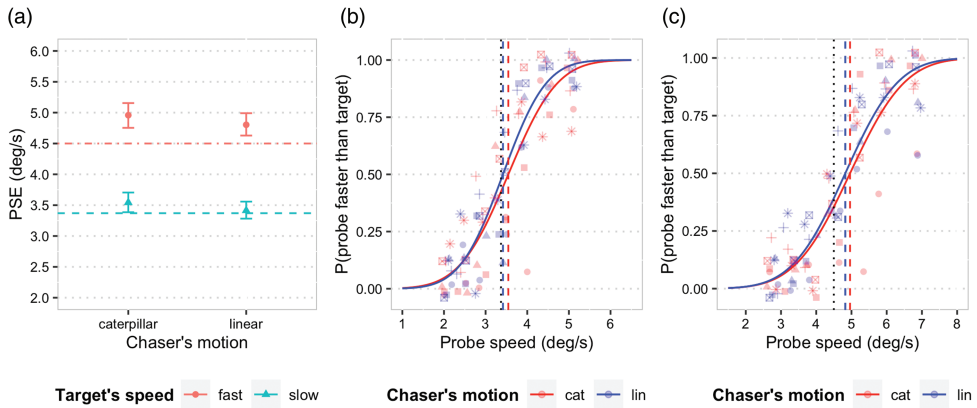 (a)
PSE (deg/s)
6.0
5.5
5.0
4.5
4.0
3.5
3.0
2.5
2.0
caterpillar linear
Chaser's motion
Target's speed fast slow
(b)
P(probe faster than target)
1.00
0.75
0.50
0.25
0.00
1 2 3 4 5 6
Probe speed (deg/s)
Chaser's motion cat lin
(c)
P(probe faster than target)
1.00
0.75
0.50
0.25
0.00
2 3 4 5 6 7 8
Probe speed (deg/s)
Chaser's motion cat lin